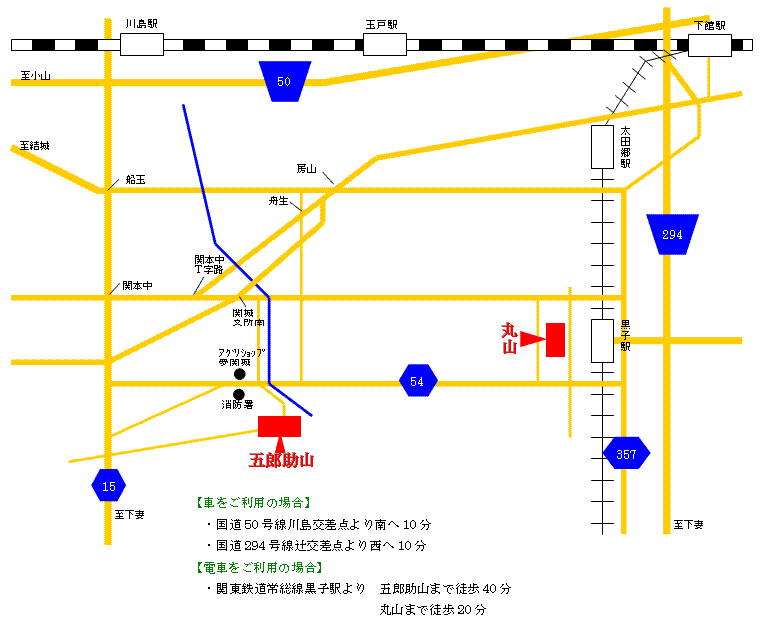 川島駅
玉戸駅
下館駅
至小山
50
至結城
船玉
房山
舟生
太田郷駅
294
関本中
T字路
関本中
関城
支所南
丸山
黒子駅
アグリショップ
夢関城
54
消防署
五郎助山
357
15
至下妻
至下妻
【車をご利用の場合】
・国道50号線川島交差点より南へ10分
・国道294号線辻交差点より西へ10分
【電車をご利用の場合】
・関東鉄道常総線黒子駅より 五郎助山まで徒歩40分
丸山まで徒歩20分